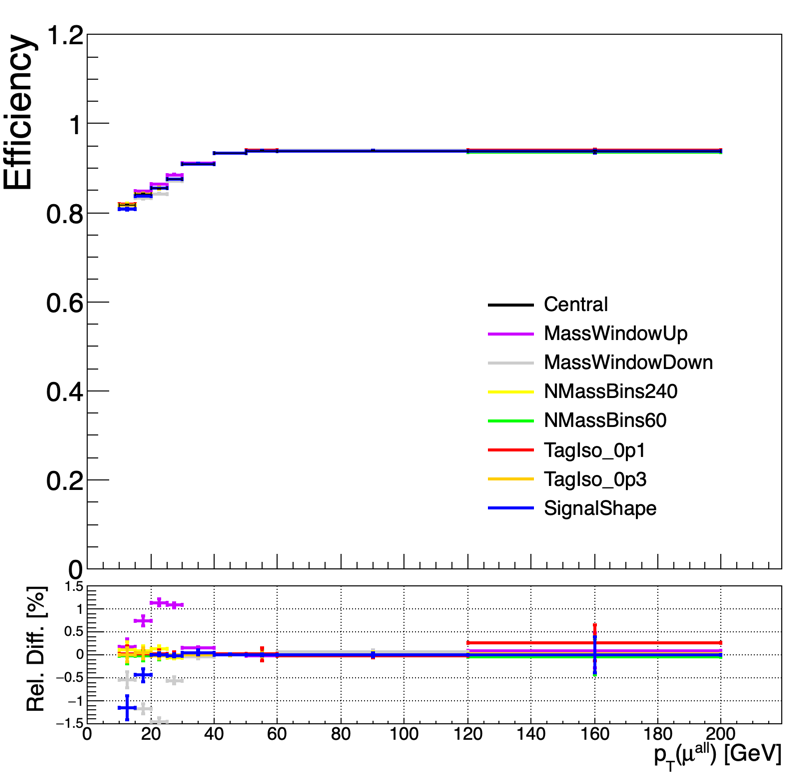 Efficiency
1.2
1
0.8
0.6
0.4
0.2
0
Central
MassWindowUp
MassWindowDown
NMassBins240
NMassBins60
TagIso_0p1
TagIso_0p3
SignalShape
Rel. Diff. [%]
1.5
1
0.5
0
−0.5
−1
−1.5
0 20 40 60 80 100 120 140 160 180 200
p_T(μ^all) [GeV]